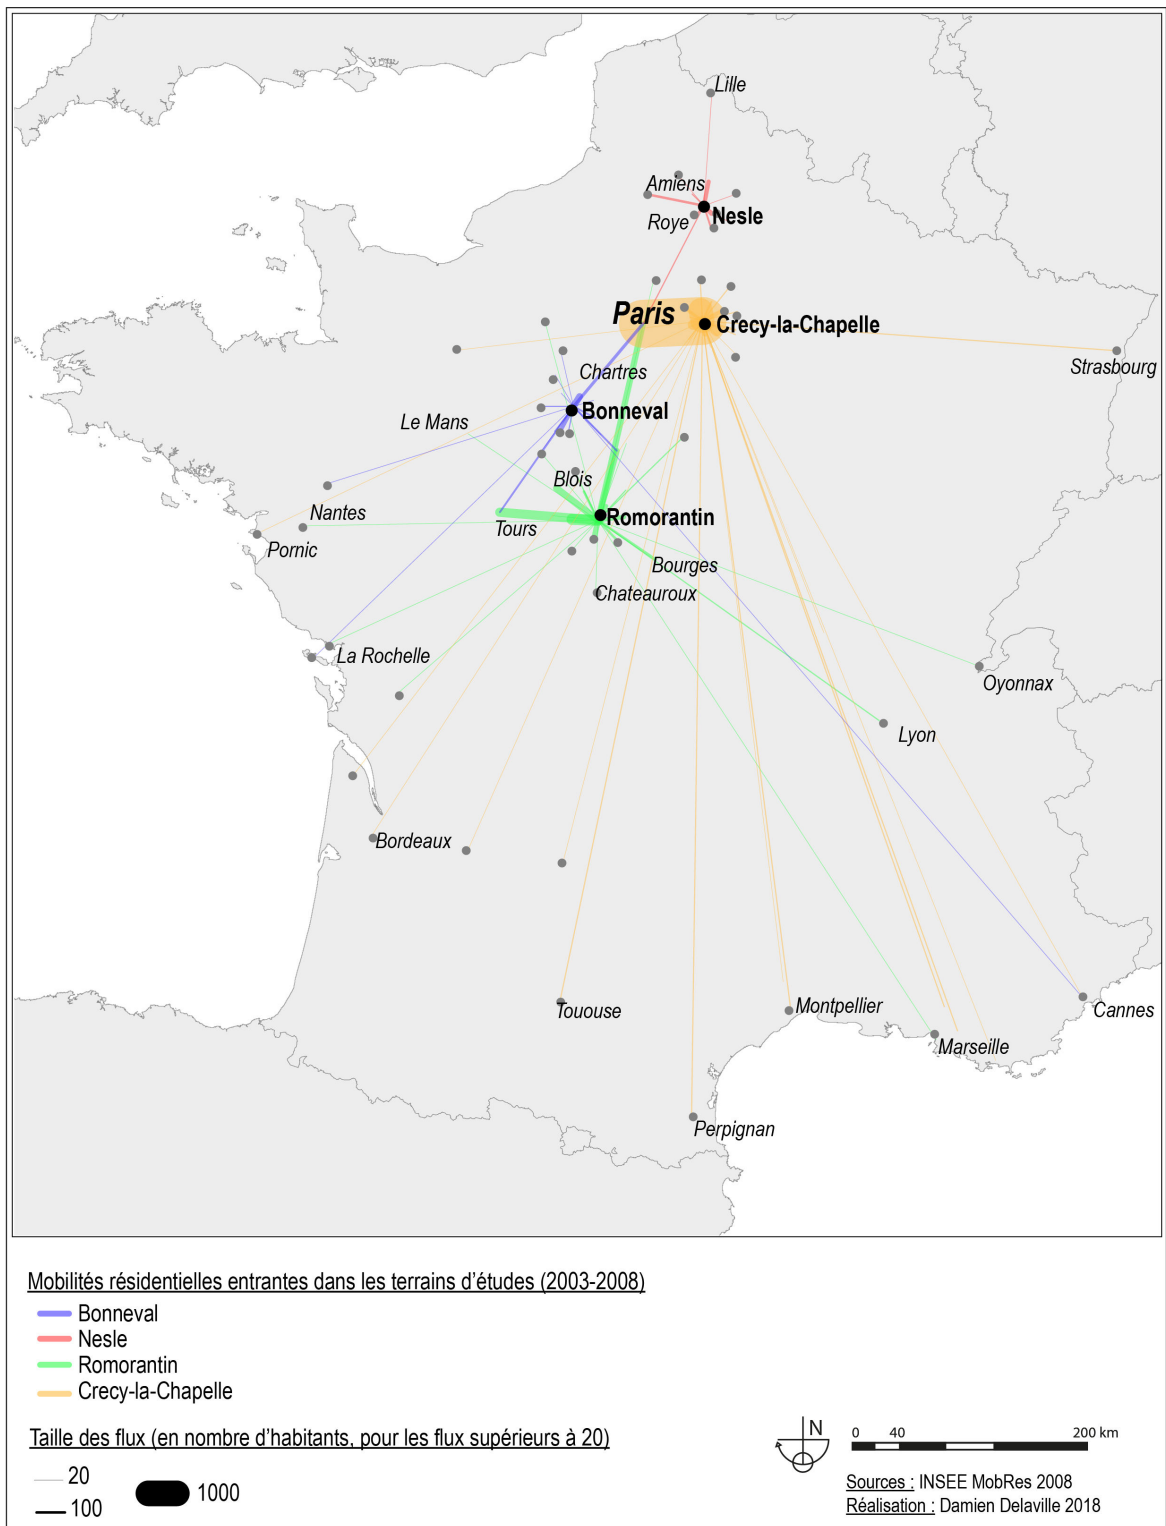 Lille
Amiens
Roye
Nesle
Paris
Crecy-la-Chapelle
Strasbourg
Chartres
Le Mans
Bonneval
Blois
Nantes
Tours
Romorantin
Pornic
Bourges
Chateauroux
La Rochelle
Oyonnax
Lyon
Bordeaux
Tououse
Montpellier
Cannes
Marseille
Perpignan
Mobilités résidentielles entrantes dans les terrains d'études (2003-2008)
Bonneval
Nesle
Romorantin
Crecy-la-Chapelle
Taille des flux (en nombre d'habitants, pour les flux supérieurs à 20)
20
100
1000
N
0 40 200 km
Sources : INSEE MobRes 2008
Réalisation : Damien Delaville 2018